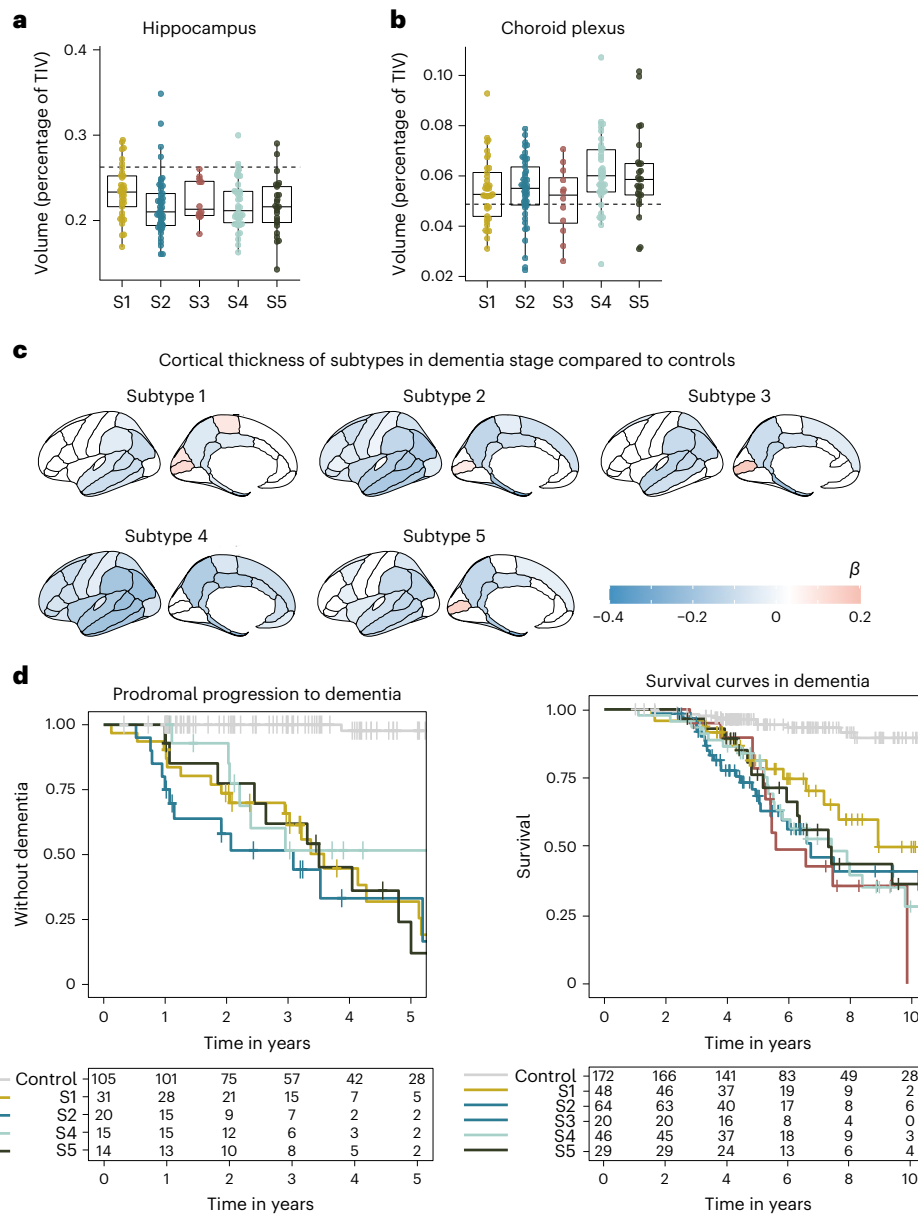 a
Hippocampus
Volume (percentage of TIV)
0.4
0.3
0.2
S1 S2 S3 S4 S5
b
Choroid plexus
Volume (percentage of TIV)
0.10
0.08
0.06
0.04
0.02
S1 S2 S3 S4 S5
c
Cortical thickness of subtypes in dementia stage compared to controls
Subtype 1 Subtype 2 Subtype 3
Subtype 4 Subtype 5
β
−0.4 −0.2 0 0.2
d
Prodromal progression to dementia
Without dementia
1.00
0.75
0.50
0.25
0
0 1 2 3 4 5
Time in years
Control 105 101 75 57 42 28
S1 31 28 21 15 7 5
S2 20 15 9 7 2 2
S4 15 15 12 6 3 2
S5 14 13 10 8 5 2
0 1 2 3 4 5
Time in years
Survival curves in dementia
Survival
1.00
0.75
0.50
0.25
0
0 2 4 6 8 10
Time in years
Control 172 166 141 83 49 28
S1 48 46 37 19 9 2
S2 64 63 40 17 8 6
S3 20 20 16 8 4 0
S4 46 45 37 18 9 3
S5 29 29 24 13 6 4
0 2 4 6 8 10
Time in years